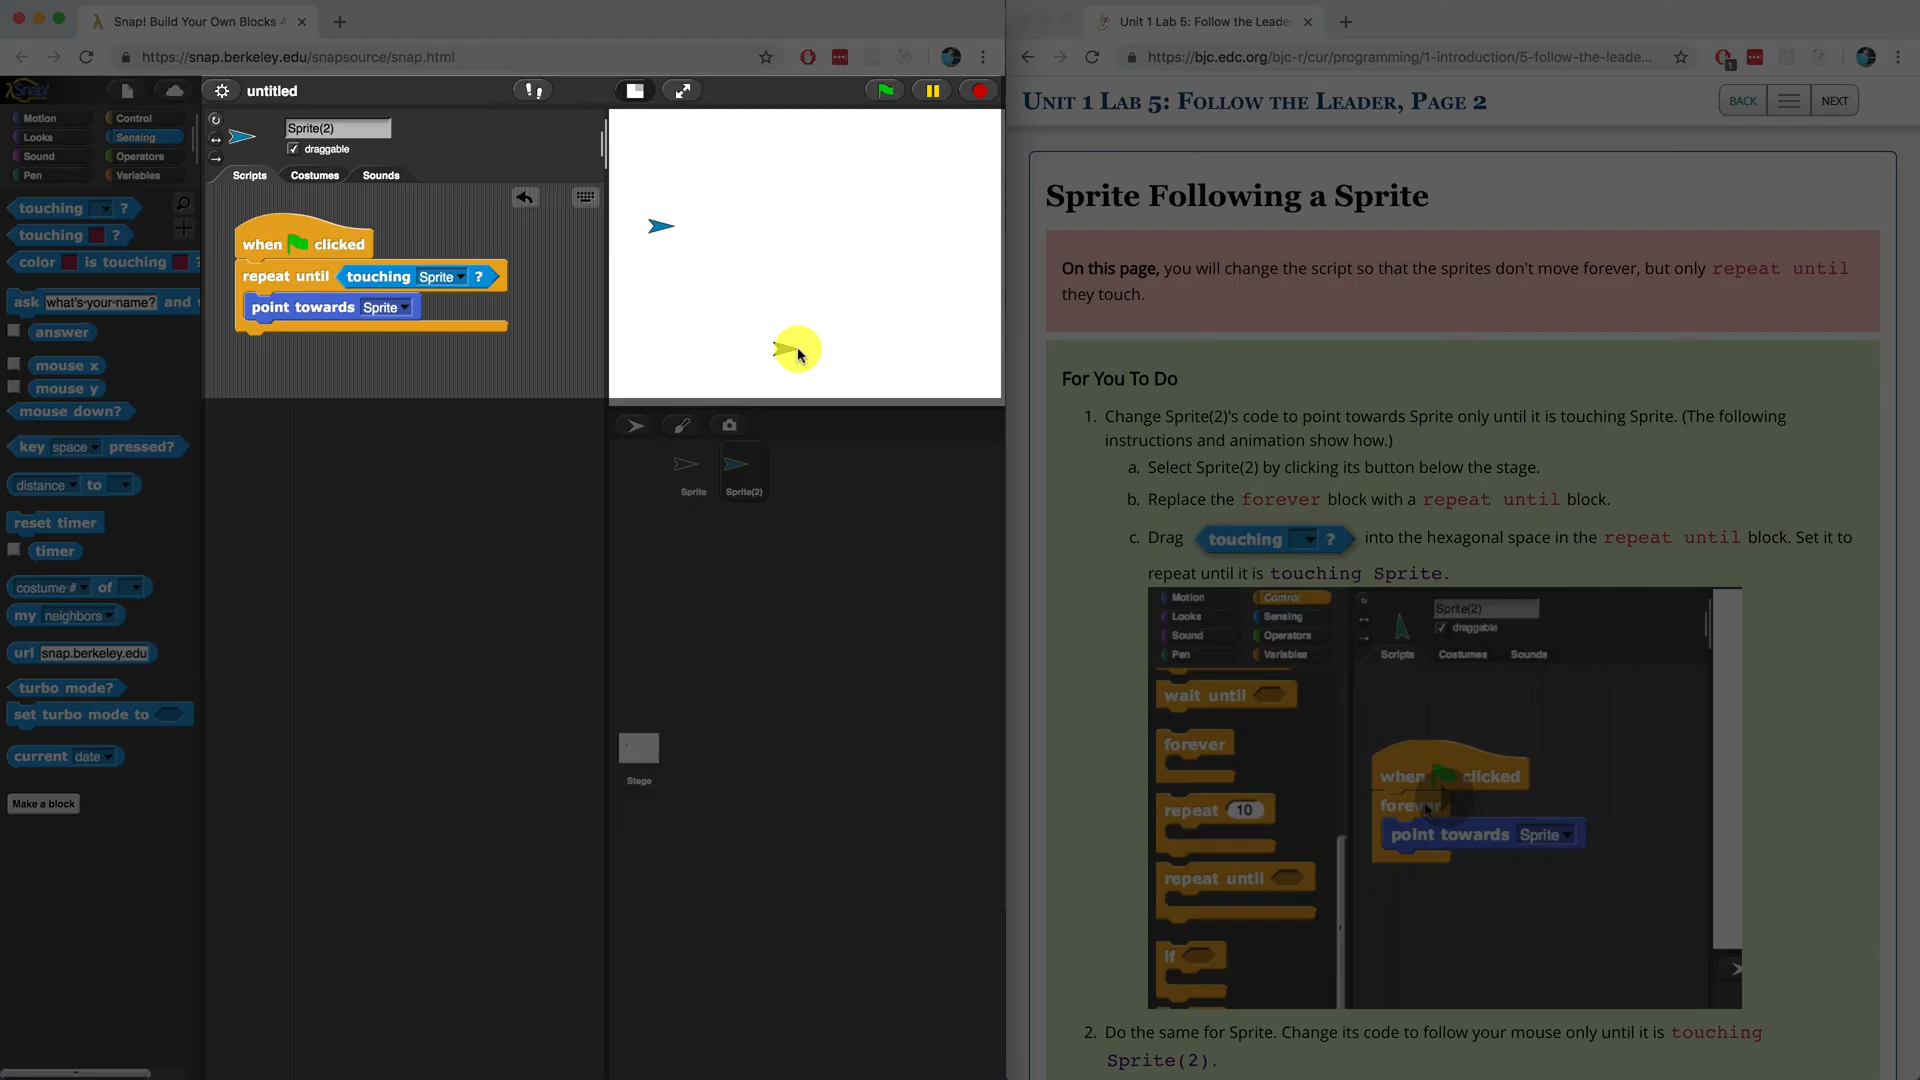 Snap! Build Your Own Blocks 4
https://snap.berkeley.edu/snapsource/snap.html
Snap!
untitled
Motion
Control
Looks
Sensing
Sound
Operators
Pen
Variables
Sprite(2)
draggable
Scripts
Costumes
Sounds
touching ?
touching ?
color is touching ?
ask what's your name? and
answer
mouse x
mouse y
mouse down?
key space pressed?
distance to
reset timer
timer
costume # of
my neighbors
url snap.berkeley.edu
turbo mode?
set turbo mode to
current date
Make a block
when clicked
repeat until touching Sprite ?
point towards Sprite
Sprite
Sprite(2)
Stage
Unit 1 Lab 5: Follow the Leade
https://bjc.edc.org/bjc-r/cur/programming/1-introduction/5-follow-the-leade...
1
Unit 1 Lab 5: Follow the Leader, Page 2
BACK
NEXT
Sprite Following a Sprite
On this page, you will change the script so that the sprites don't move forever, but only repeat until
they touch.
For You To Do
1. Change Sprite(2)'s code to point towards Sprite only until it is touching Sprite. (The following
instructions and animation show how.)
a. Select Sprite(2) by clicking its button below the stage.
b. Replace the forever block with a repeat until block.
c. Drag touching ? into the hexagonal space in the repeat until block. Set it to
repeat until it is touching Sprite.
Motion
Control
Looks
Sensing
Sound
Operators
Pen
Variables
Sprite(2)
draggable
Scripts
Costumes
Sounds
wait until
forever
repeat 10
repeat until
if
when clicked
forever
point towards Sprite
2. Do the same for Sprite. Change its code to follow your mouse only until it is touching
Sprite(2).